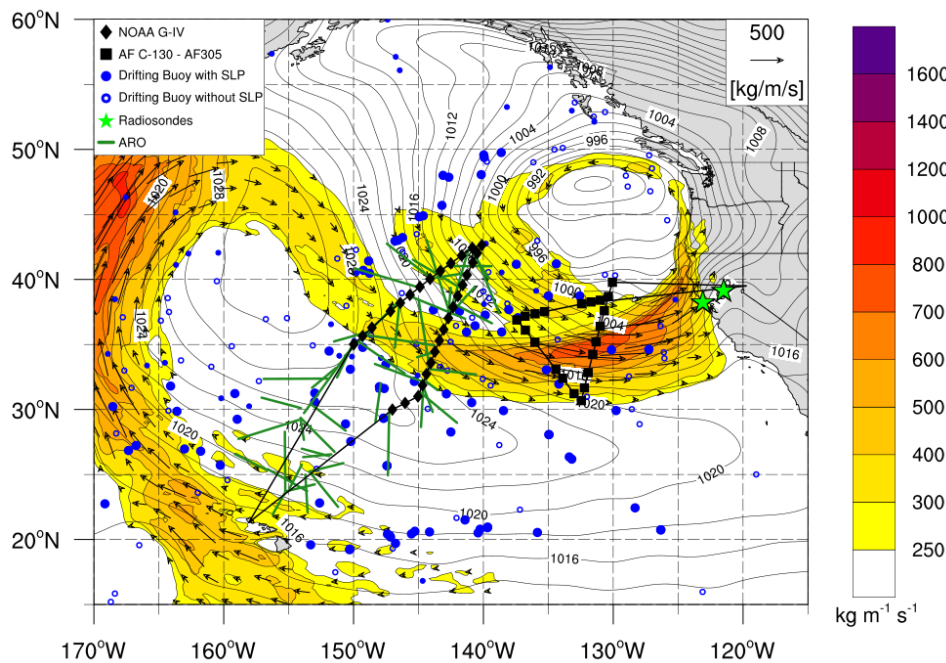 60°N
50°N
40°N
30°N
20°N
170°W
160°W
150°W
140°W
130°W
120°W
NOAA G-IV
AF C-130 - AF305
Drifting Buoy with SLP
Drifting Buoy without SLP
Radiosondes
ARO
500
[kg/m/s]
1600
1400
1200
1000
800
700
600
500
400
300
250
kg m⁻¹ s⁻¹
1008
1012
1004
1004
1008
996
992
1000
996
1000
1004
1016
1024
1020
1028
1024
1020
1024
1024
1020
1020
1020
1016
1016
1016